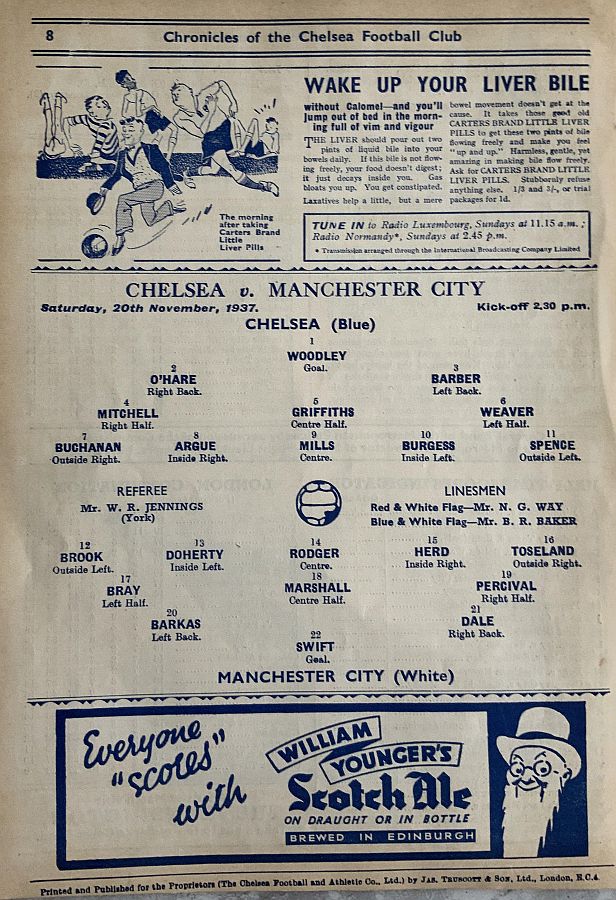 8
Chronicles of the Chelsea Football Club
The morning
after taking
Carters Brand
Little
Liver Pills
WAKE UP YOUR LIVER BILE
without Calomel—and you'll
jump out of bed in the morn-
ing full of vim and vigour
THE LIVER should pour out two
pints of liquid bile into your
bowels daily. If this bile is not flow-
ing freely, your food doesn't digest;
it just decays inside you. Gas
bloats you up. You get constipated.
Laxatives help a little, but a mere
bowel movement doesn't get at the
cause. It takes those good old
CARTERS BRAND LITTLE LIVER
PILLS to get these two pints of bile
flowing freely and make you feel
"up and up." Harmless, gentle, yet
amazing in making bile flow freely.
Ask for CARTERS BRAND LITTLE
LIVER PILLS. Stubbornly refuse
anything else. 1/3 and 3/-, or trial
packages for 1d.
TUNE IN to Radio Luxembourg, Sundays at 11.15 a.m.;
Radio Normandy*, Sundays at 2.45 p.m.
* Transmission arranged through the International Broadcasting Company Limited
CHELSEA v. MANCHESTER CITY
Saturday, 20th November, 1937. Kick-off 2.30 p.m.
CHELSEA (Blue)
1
WOODLEY
Goal.
2 3
O'HARE BARBER
Right Back. Left Back.
4 5 6
MITCHELL GRIFFITHS WEAVER
Right Half. Centre Half. Left Half.
7 8 9 10 11
BUCHANAN ARGUE MILLS BURGESS SPENCE
Outside Right. Inside Right. Centre. Inside Left. Outside Left.
REFEREE LINESMEN
Mr. W. R. JENNINGS Red & White Flag—Mr. N. G. WAY
(York) Blue & White Flag—Mr. B. R. BAKER
12 13 14 15 16
BROOK DOHERTY RODGER HERD TOSELAND
Outside Left. Inside Left. Centre. Inside Right. Outside Right.
17 18 19
BRAY MARSHALL PERCIVAL
Left Half. Centre Half. Right Half.
20 21
BARKAS DALE
Left Back. Right Back.
22
SWIFT
Goal.
MANCHESTER CITY (White)
Everyone
"scores"
with
WILLIAM
YOUNGER'S
Scotch Ale
ON DRAUGHT OR IN BOTTLE
BREWED IN EDINBURGH
Printed and Published for the Proprietors (The Chelsea Football and Athletic Co., Ltd.) by JAS. TRUSCOTT & SON, Ltd., London, E.C.4.